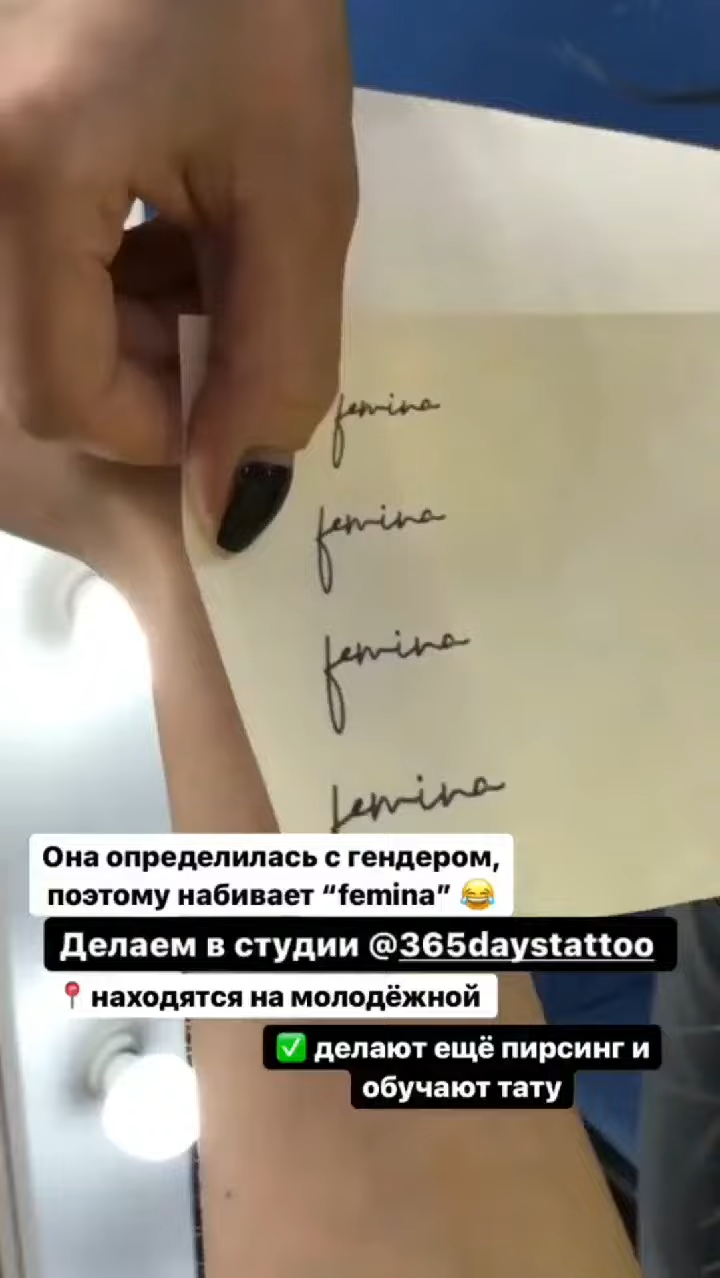 femina
femina
femina
femina
Она определилась с гендером,
поэтому набивает “femina” 😂
Делаем в студии @365daystattoo
📍находятся на молодёжной
✅ делают ещё пирсинг и
обучают тату